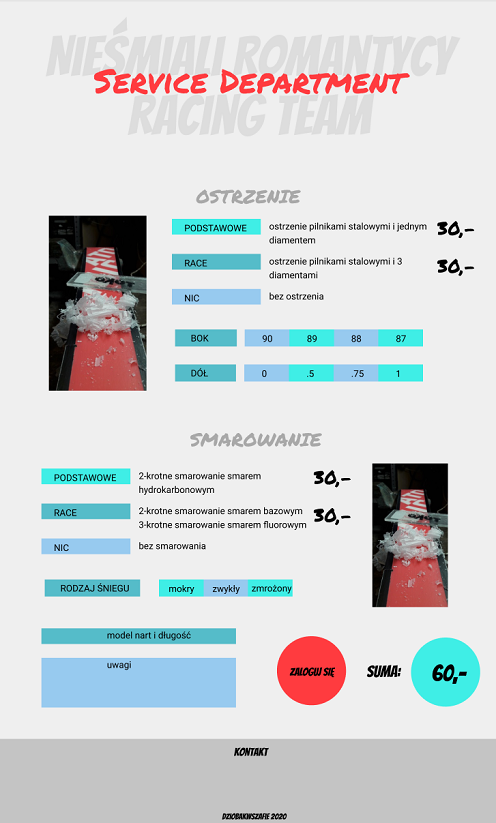 NIEŚMIALI ROMANTYCY
Service Department
RACING TEAM
OSTRZENIE
PODSTAWOWE
ostrzenie pilnikami stalowymi i jednym
diamentem
30,-
RACE
ostrzenie pilnikami stalowymi i 3
diamentami
30,-
NIC
bez ostrzenia
BOK 90 89 88 87
DÓŁ 0 .5 .75 1
SMAROWANIE
PODSTAWOWE
2-krotne smarowanie smarem
hydrokarbonowym
30,-
RACE
2-krotne smarowanie smarem bazowym
3-krotne smarowanie smarem fluorowym
30,-
NIC
bez smarowania
RODZAJ ŚNIEGU mokry zwykły zmrożony
model nart i długość
uwagi
ZALOGUJ SIĘ
SUMA:
60,-
KONTAKT
DZIOBAKWSZAFIE 2020